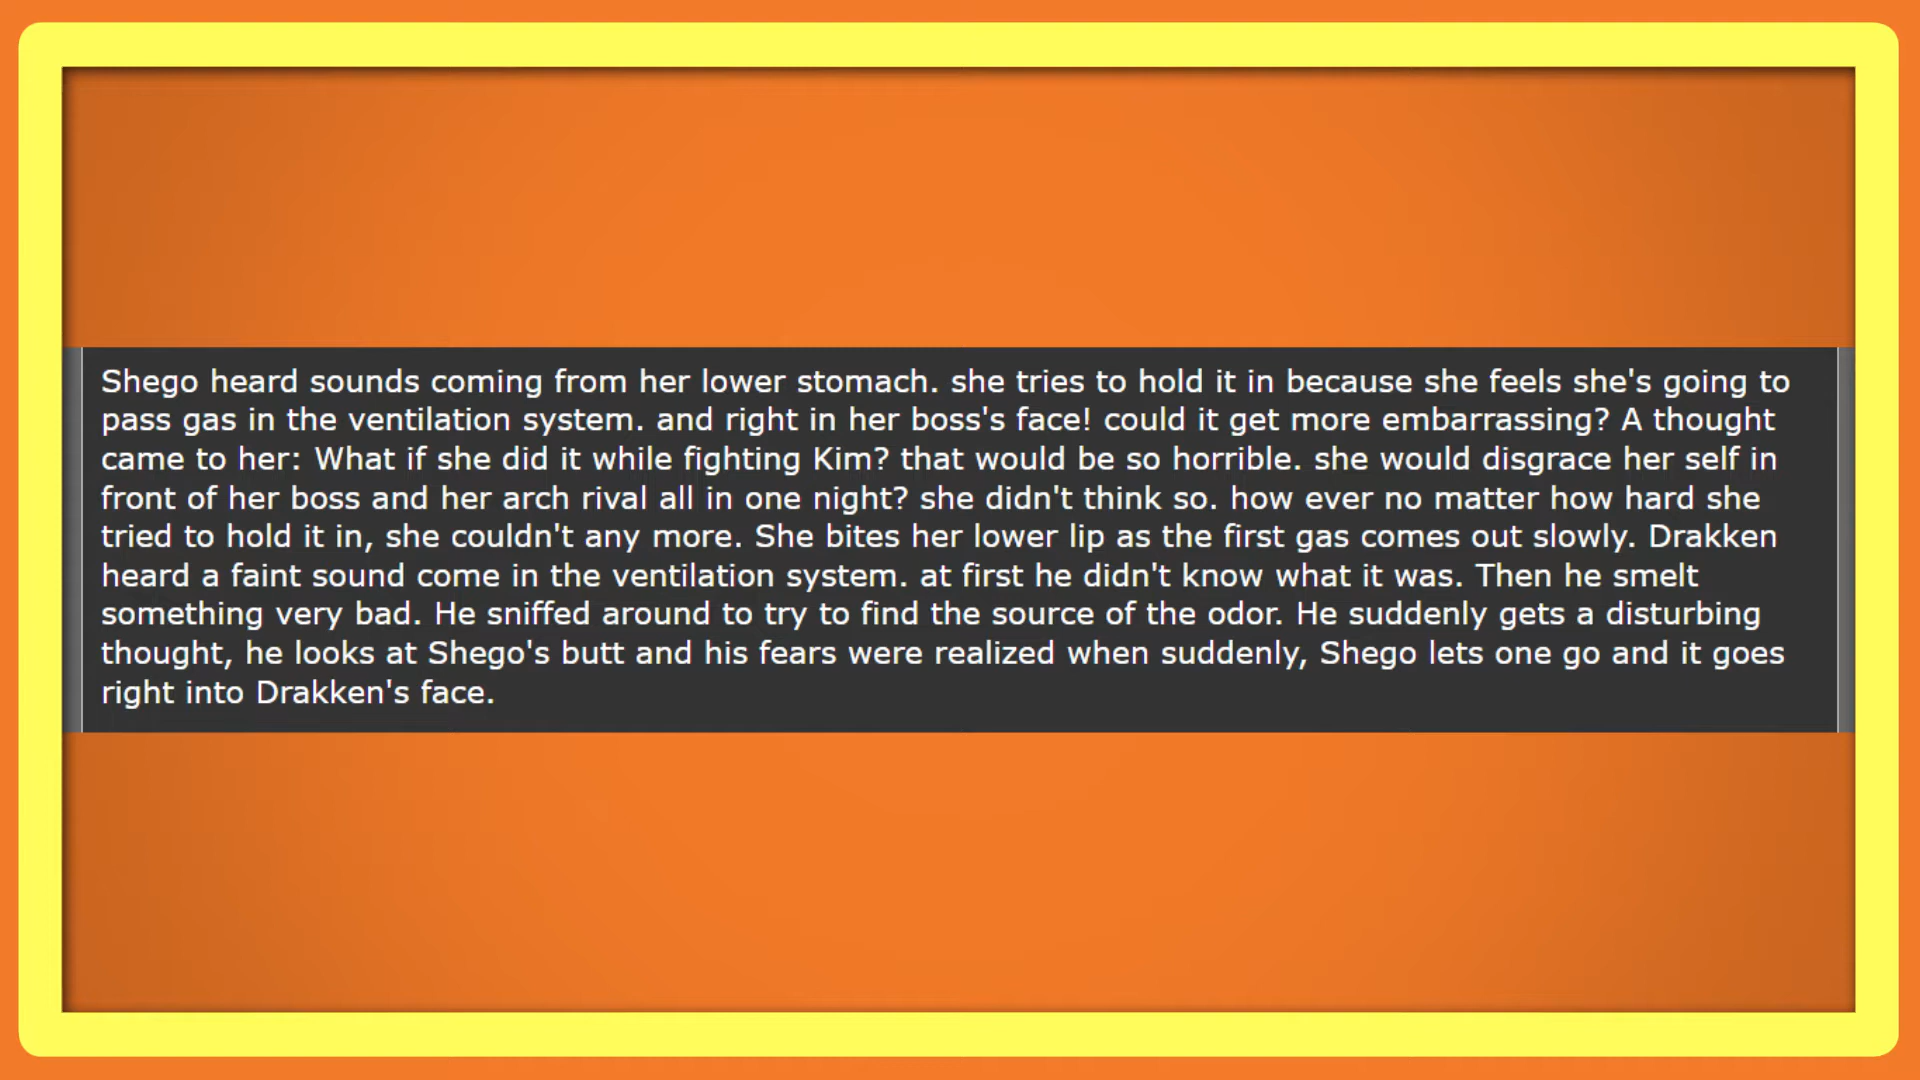 Shego heard sounds coming from her lower stomach. she tries to hold it in because she feels she's going to
pass gas in the ventilation system. and right in her boss's face! could it get more embarrassing? A thought
came to her: What if she did it while fighting Kim? that would be so horrible. she would disgrace her self in
front of her boss and her arch rival all in one night? she didn't think so. how ever no matter how hard she
tried to hold it in, she couldn't any more. She bites her lower lip as the first gas comes out slowly. Drakken
heard a faint sound come in the ventilation system. at first he didn't know what it was. Then he smelt
something very bad. He sniffed around to try to find the source of the odor. He suddenly gets a disturbing
thought, he looks at Shego's butt and his fears were realized when suddenly, Shego lets one go and it goes
right into Drakken's face.